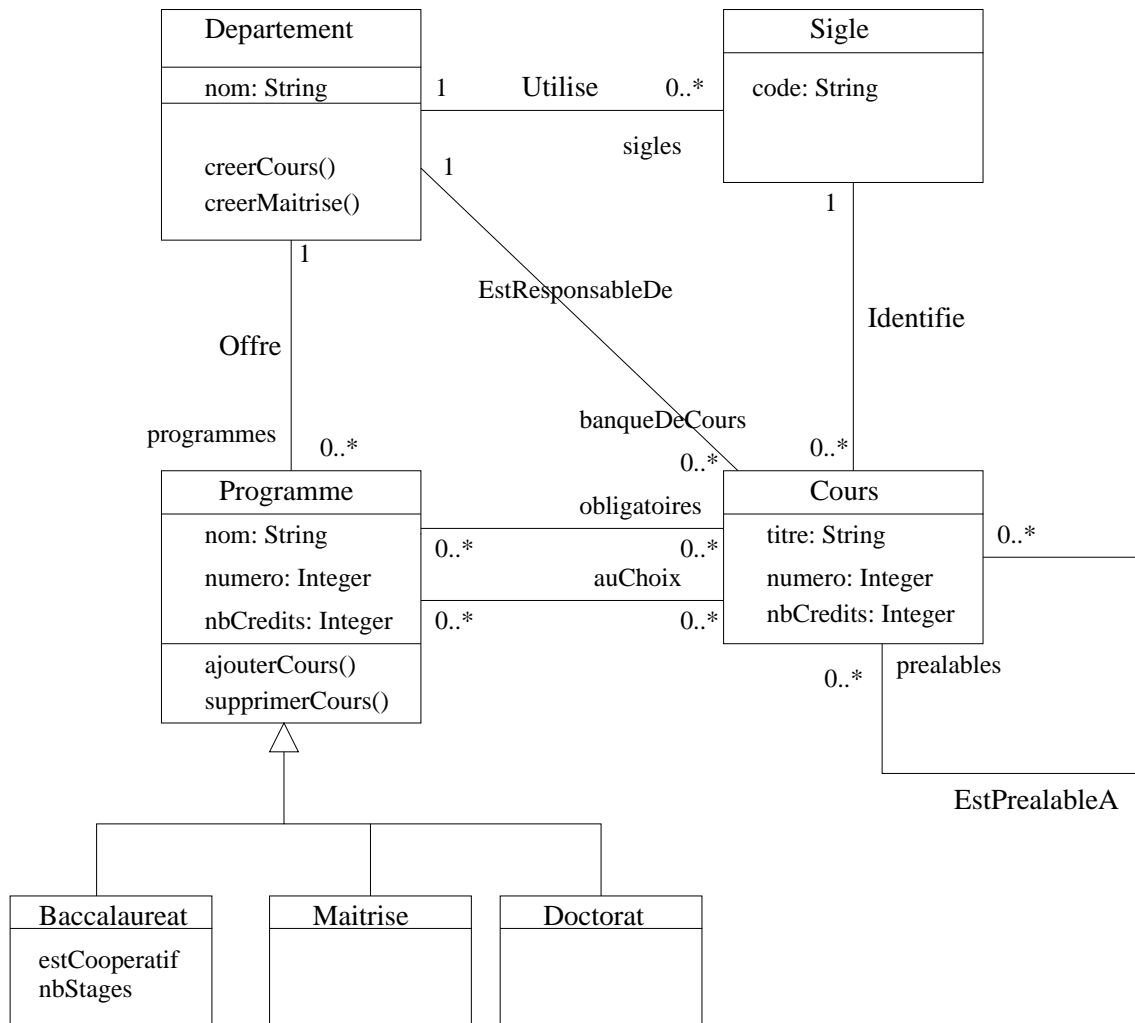 Departement
Sigle
nom: String
1
Utilise
0..*
code: String
sigles
creerCours()
creerMaitrise()
1
1
1
EstResponsableDe
Offre
Identifie
programmes
0..*
banqueDeCours
0..*
0..*
Programme
Cours
nom: String
numero: Integer
nbCredits: Integer
obligatoires
0..*
0..*
auChoix
0..*
0..*
titre: String
numero: Integer
nbCredits: Integer
0..*
ajouterCours()
supprimerCours()
0..*
prealables
EstPrealableA
Baccalaureat
Maitrise
Doctorat
estCooperatif
nbStages